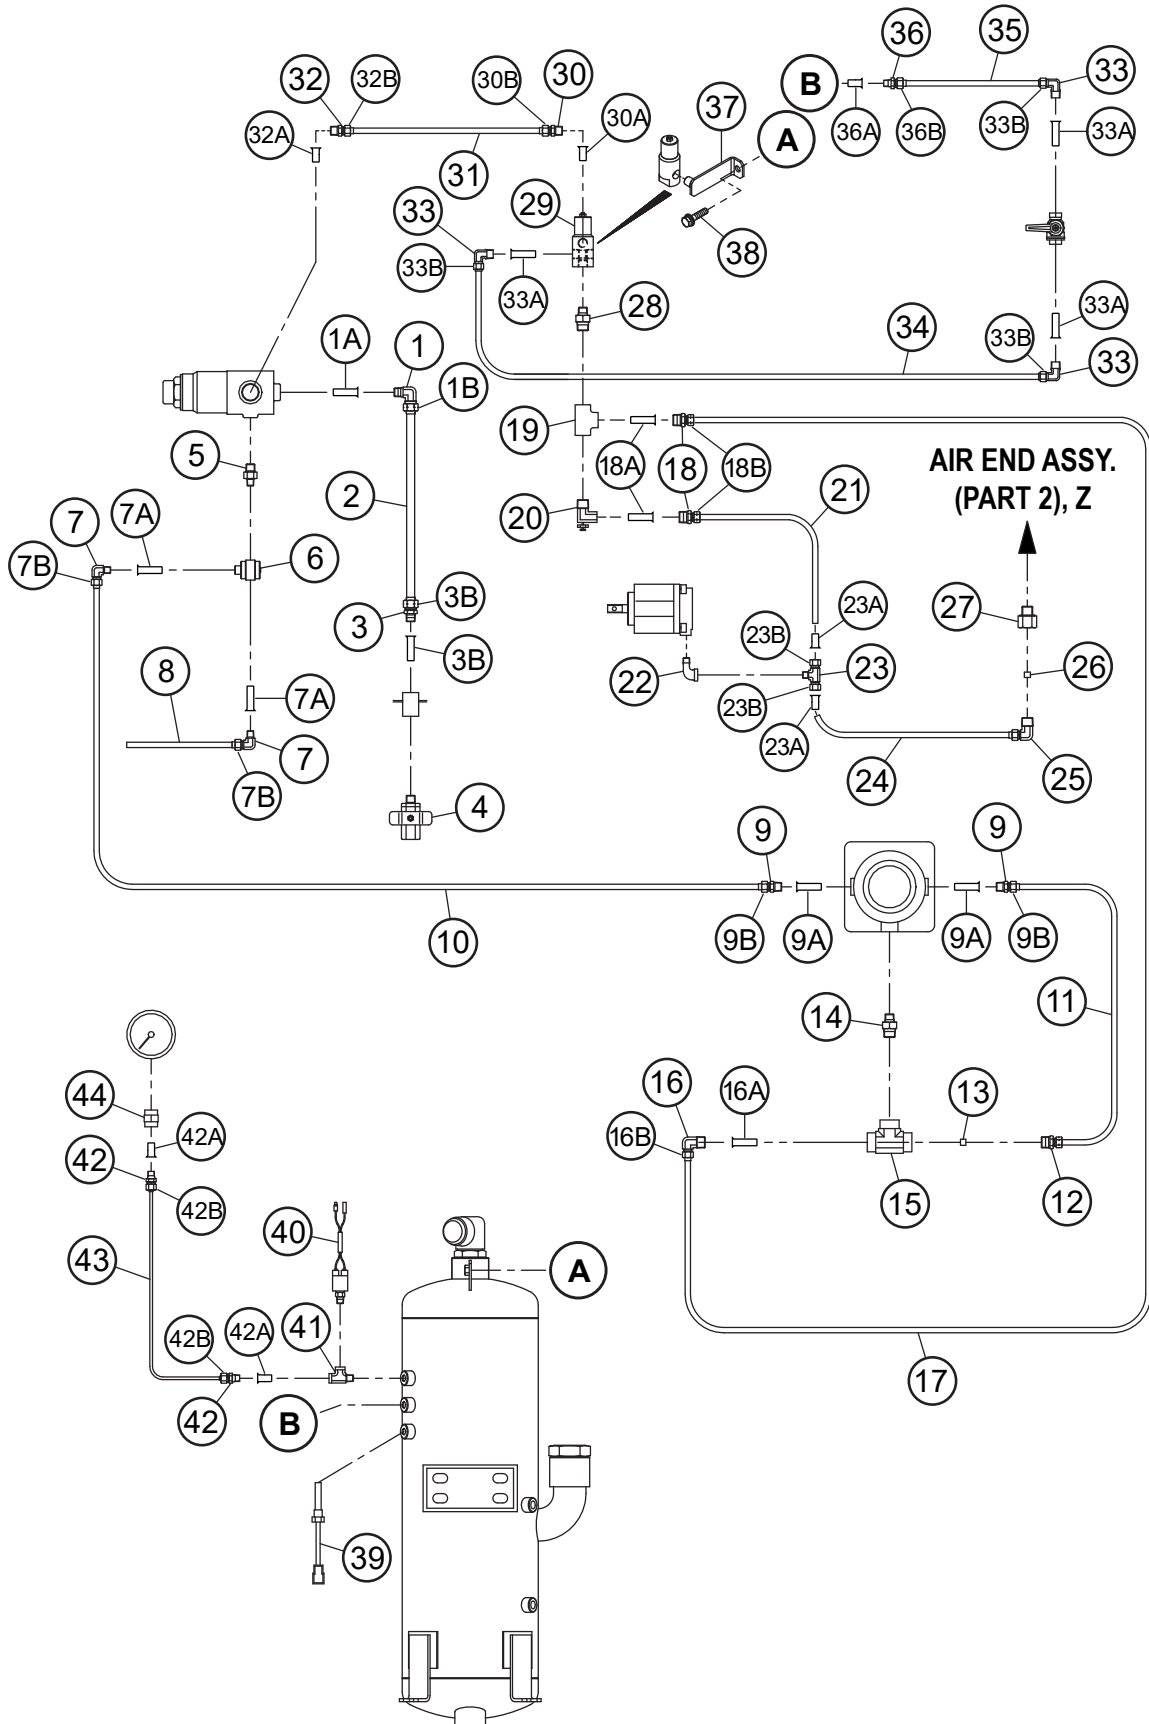 36
35
B
33
32
32B
30B
30
37
36A
36B
33B
33A
32A
30A
A
31
29
33
38
33B
33A
28
33A
1A
1
34
33B
33
1B
19
5
18A
18
18B
AIR END ASSY.
(PART 2), Z
2
21
7A
20
7
7B
6
3B
23A
27
3
23B
3B
22
23
26
8
7A
23B
23A
7
24
25
7B
4
9
9
10
9B
9A
9A
9B
11
14
44
16
16A
13
42A
16B
42
42B
15
12
40
43
A
41
42A
42B
17
42
B
39